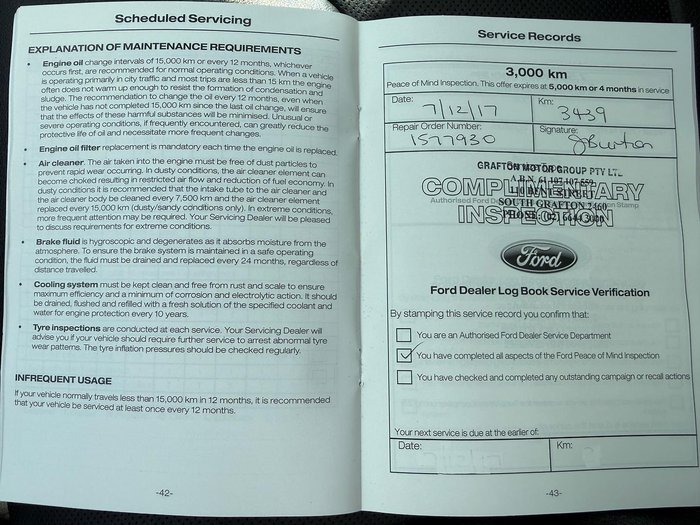 Scheduled Servicing
EXPLANATION OF MAINTENANCE REQUIREMENTS
• Engine oil change intervals of 15,000 km or every 12 months, whichever
occurs first, are recommended for normal operating conditions. When a vehicle
is operating primarily in city traffic and most trips are less than 15 km the engine
often does not warm up enough to resist the formation of condensation and
sludge. The recommendation to change the oil every 12 months, even when
the vehicle has not completed 15,000 km since the last oil change, will ensure
that the effects of these harmful substances will be minimised. Unusual or
severe operating conditions, if frequently encountered, can greatly reduce the
protective life of oil and necessitate more frequent changes.
• Engine oil filter replacement is mandatory each time the engine oil is replaced.
• Air cleaner. The air taken into the engine must be free of dust particles to
prevent rapid wear occurring. In dusty conditions, the air cleaner element can
become choked resulting in restricted air flow and reduction of fuel economy. In
dusty conditions it is recommended that the intake tube to the air cleaner and
the air cleaner body be cleaned every 7,500 km and the air cleaner element
replaced every 15,000 km (dusty/sandy conditions only). In extreme conditions,
more frequent attention may be required. Your Servicing Dealer will be pleased
to discuss requirements for extreme conditions.
• Brake fluid is hygroscopic and degenerates as it absorbs moisture from the
atmosphere. To ensure the brake system is maintained in a safe operating
condition, the fluid must be drained and replaced every 24 months, regardless of
distance travelled.
• Cooling system must be kept clean and free from rust and scale to ensure
maximum efficiency and a minimum of corrosion and electrolytic action. It should
be drained, flushed and refilled with a fresh solution of the specified coolant and
water for engine protection every 10 years.
• Tyre inspections are conducted at each service. Your Servicing Dealer will
advise you if your vehicle should require further service to arrest abnormal tyre
wear patterns. The tyre inflation pressures should be checked regularly.
INFREQUENT USAGE
If your vehicle normally travels less than 15,000 km in 12 months, it is recommended
that your vehicle be serviced at least once every 12 months.
-42-
Service Records
3,000 km
Peace of Mind Inspection. This offer expires at 5,000 km or 4 months in service
Date: 7/12/17 Km: 3439
Repair Order Number: 1577930 Signature: JBurton
GRAFTON MOTOR GROUP PTY LTD
A.B.N. 61 107 107 659
COMPLIMENTARY
110 BENT STREET
Authorised Ford Stamp
SOUTH GRAFTON 2460
INSPECTION
PHONE: (02)
Ford
Ford Dealer Log Book Service Verification
By stamping this service record you confirm that:
You are an Authorised Ford Dealer Service Department
You have completed all aspects of the Ford Peace of Mind Inspection
You have checked and completed any outstanding campaign or recall actions
Your next service is due at the earlier of:
Date: Km:
-43-